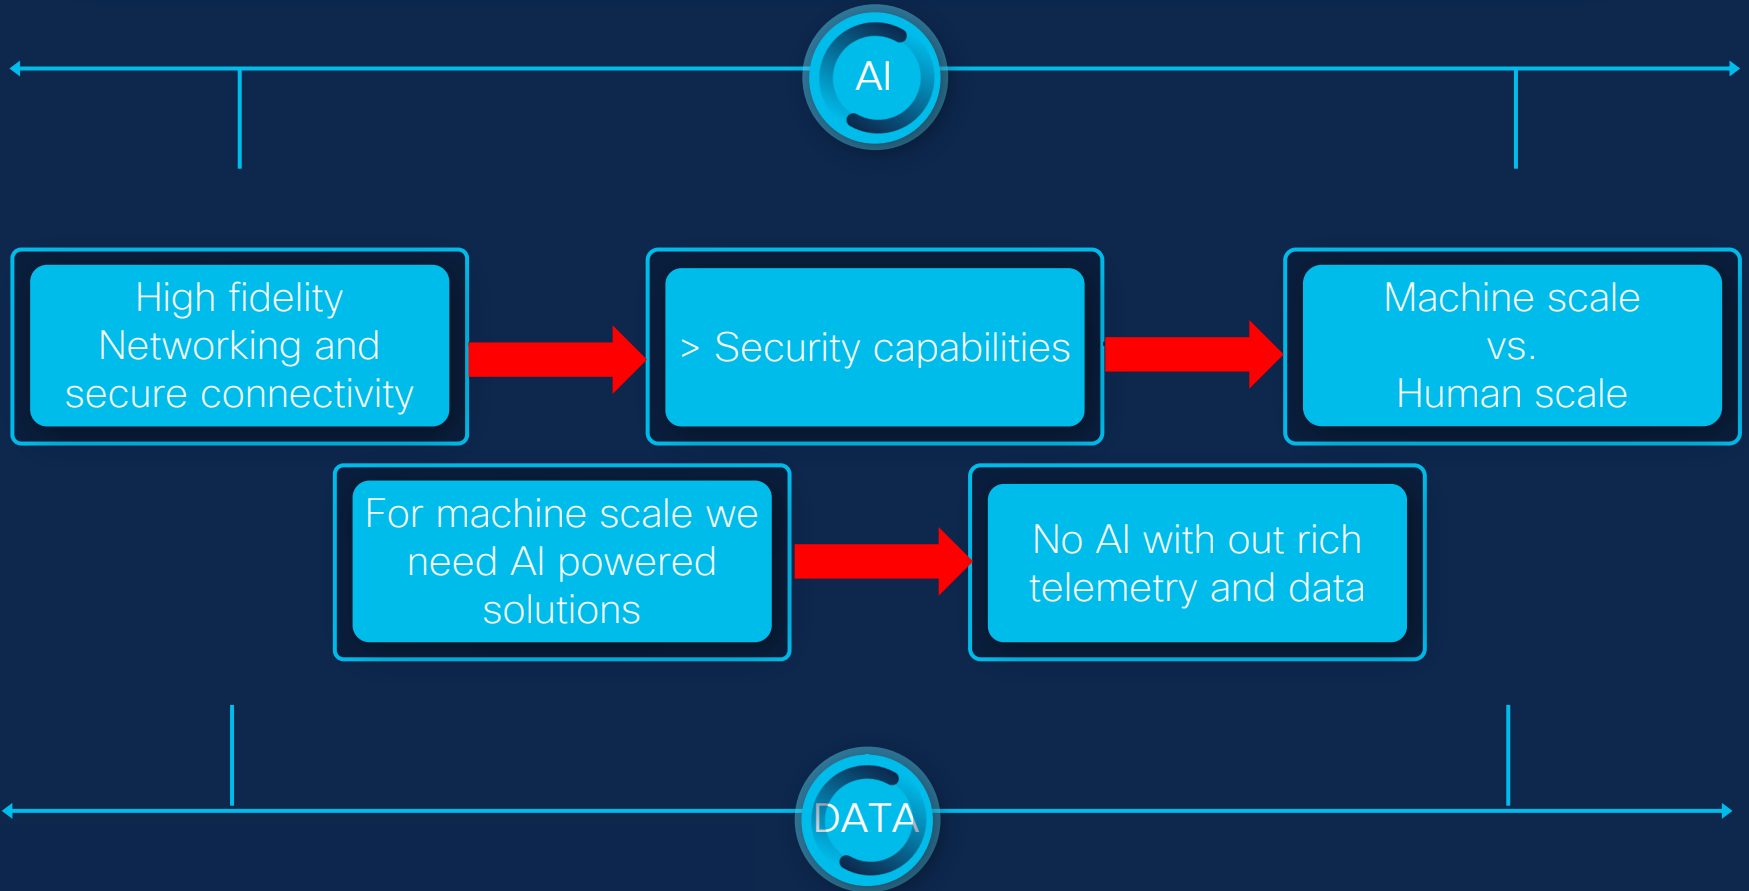 AI
High fidelity
Networking and
secure connectivity
> Security capabilities
Machine scale
vs.
Human scale
For machine scale we
need AI powered
solutions
No AI with out rich
telemetry and data
DATA